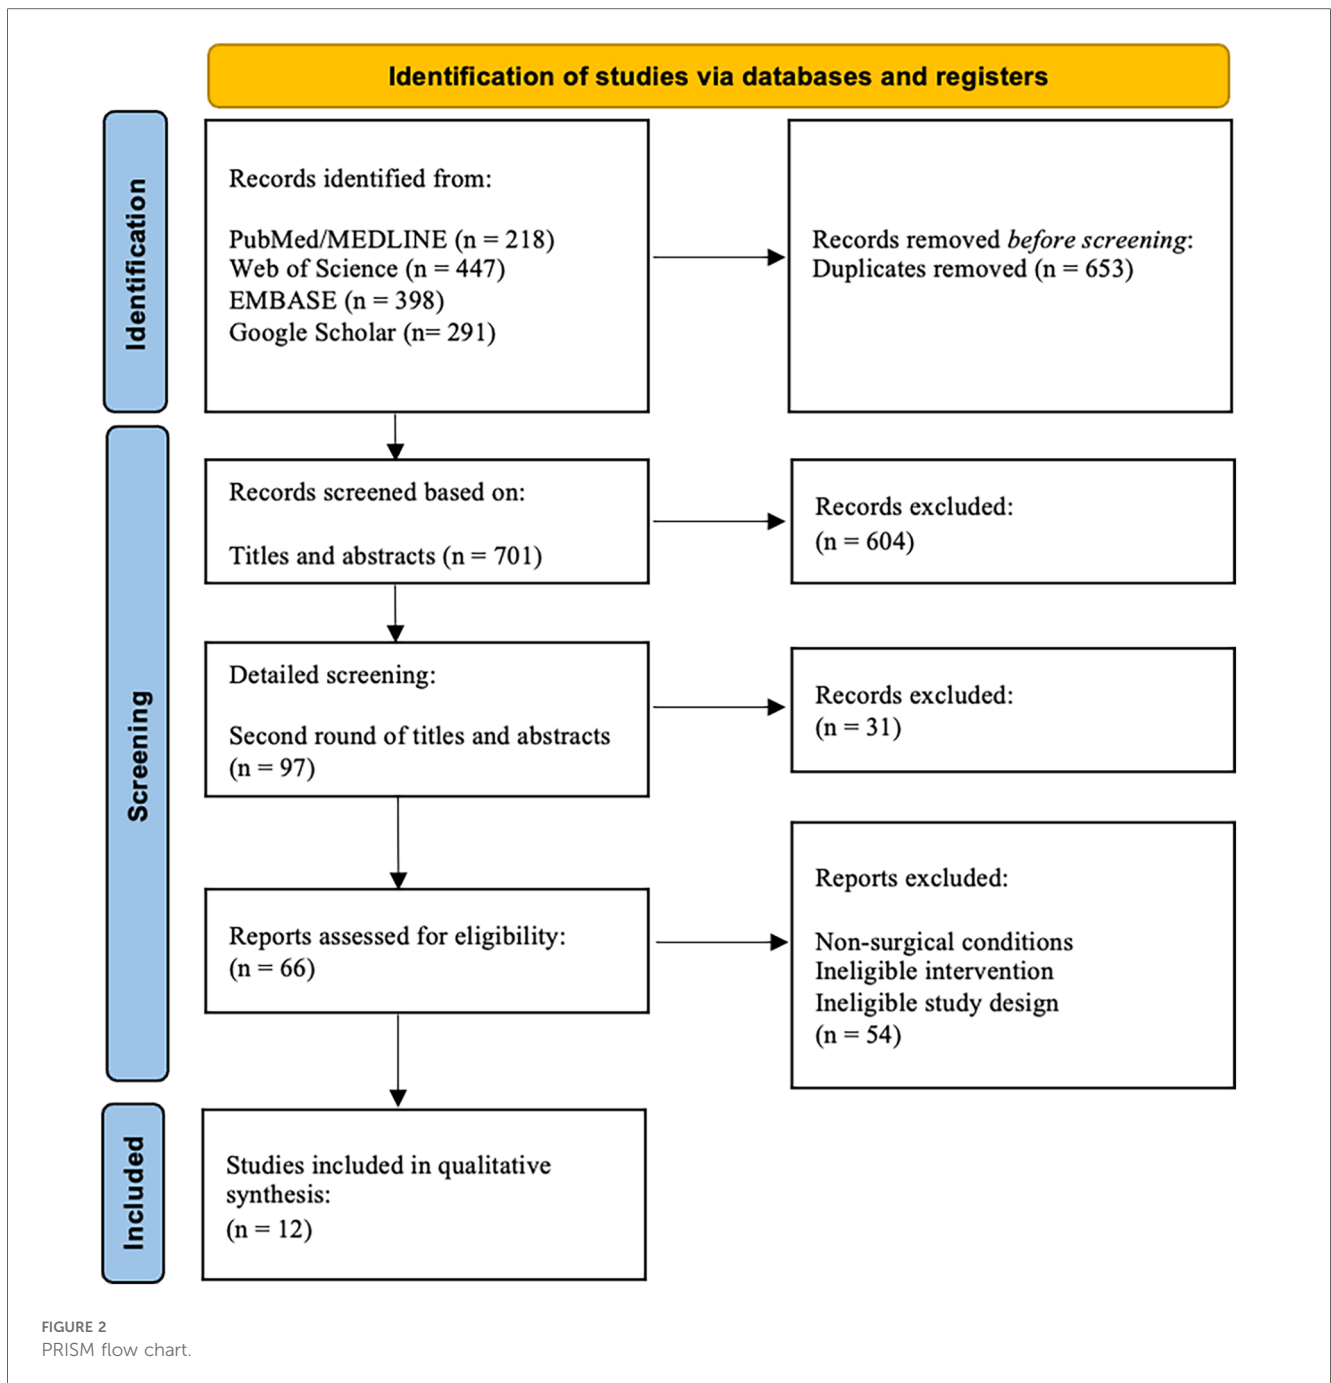 Identification of studies via databases and registers
Identification
Records identified from:
PubMed/MEDLINE (n = 218)
Web of Science (n = 447)
EMBASE (n = 398)
Google Scholar (n= 291)
Records removed before screening:
Duplicates removed (n = 653)
Screening
Records screened based on:
Titles and abstracts (n = 701)
Records excluded:
(n = 604)
Detailed screening:
Second round of titles and abstracts
(n = 97)
Records excluded:
(n = 31)
Reports assessed for eligibility:
(n = 66)
Reports excluded:
Non-surgical conditions
Ineligible intervention
Ineligible study design
(n = 54)
Included
Studies included in qualitative
synthesis:
(n = 12)
FIGURE 2
PRISM flow chart.